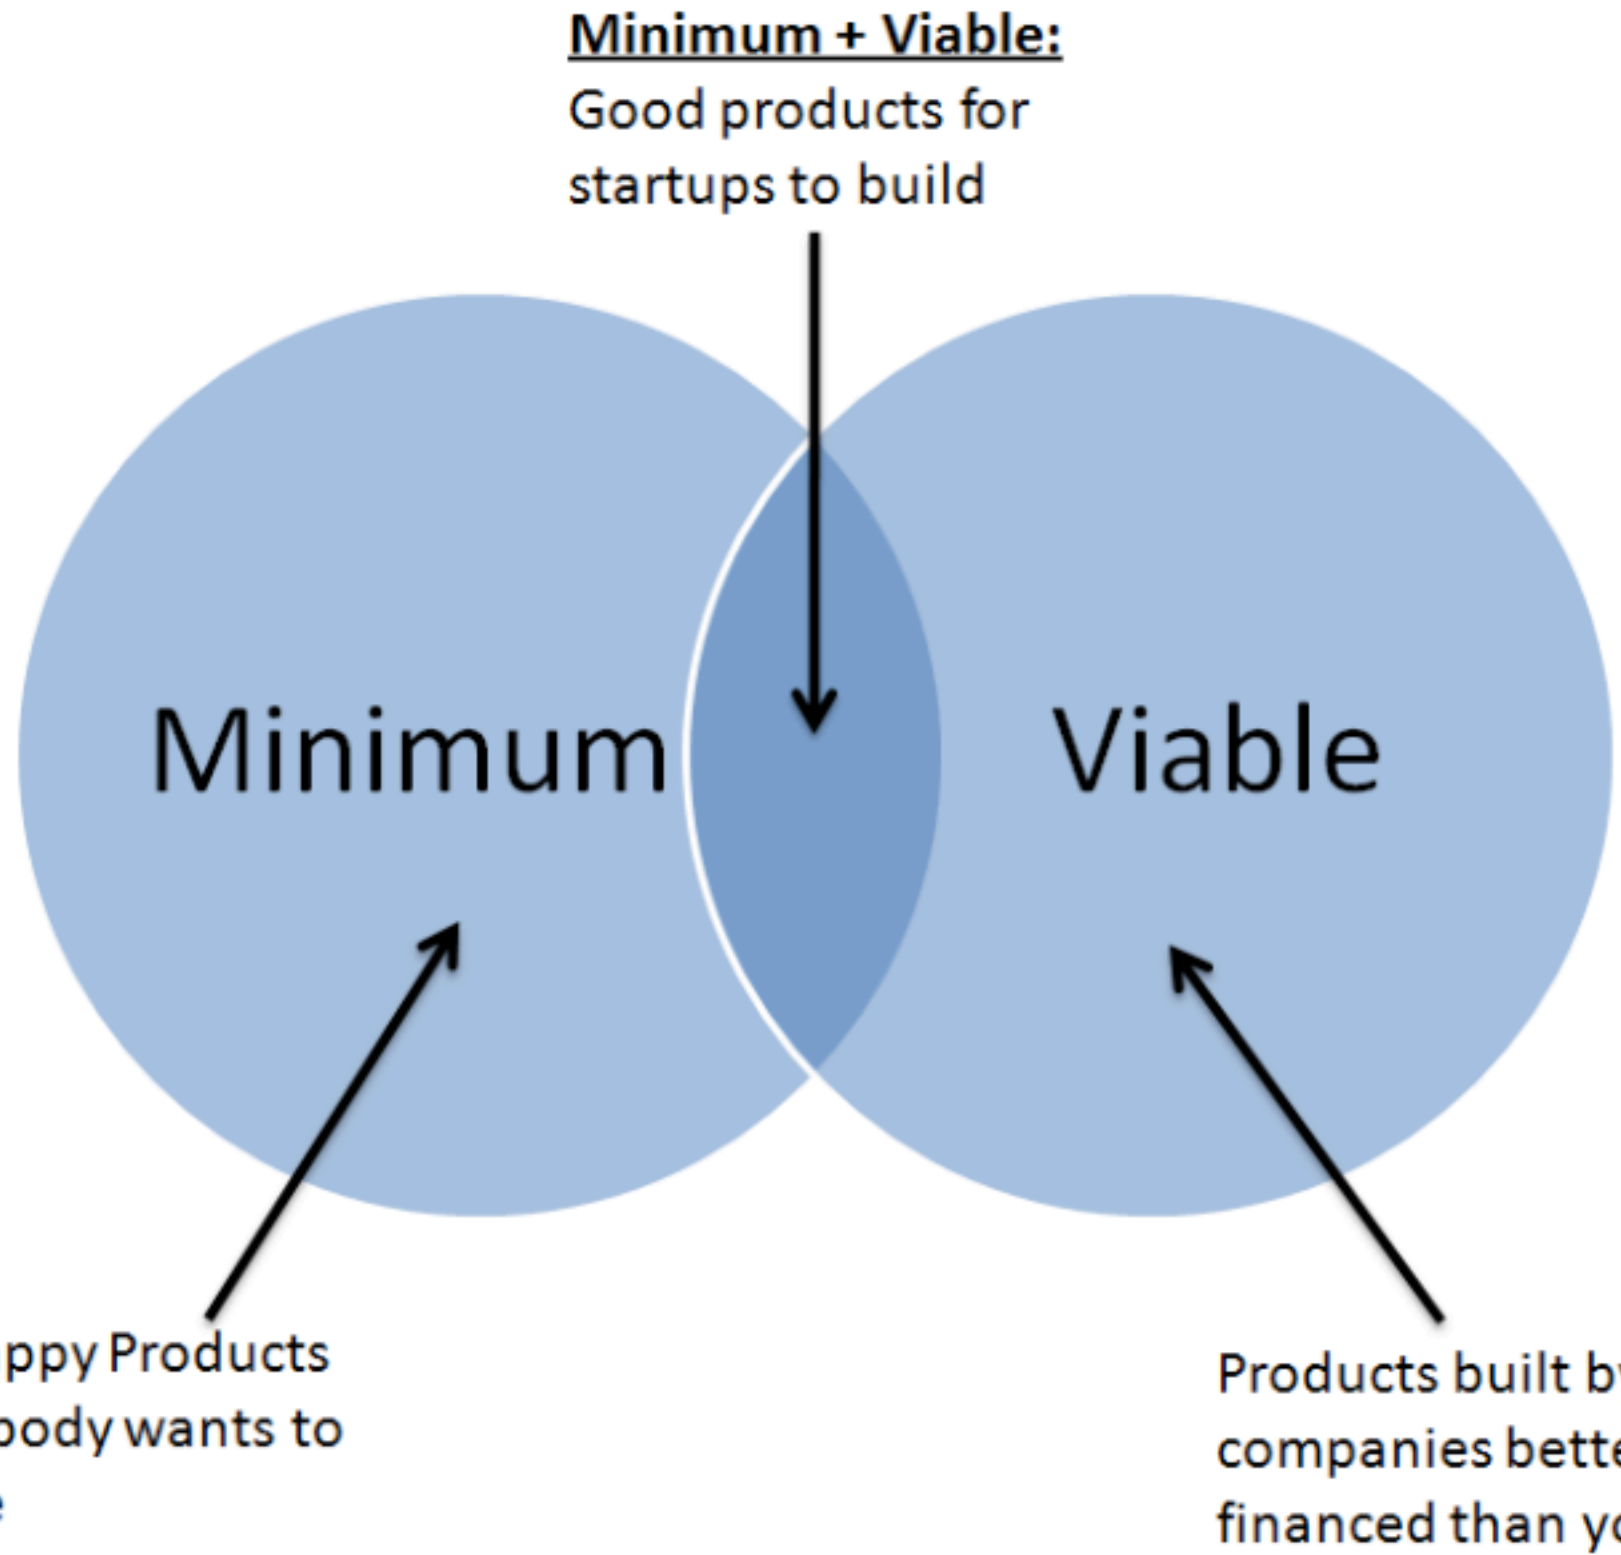 Minimum + Viable:
Good products for
startups to build
Minimum
Viable
Products
wants to
Products built
companies
financed than